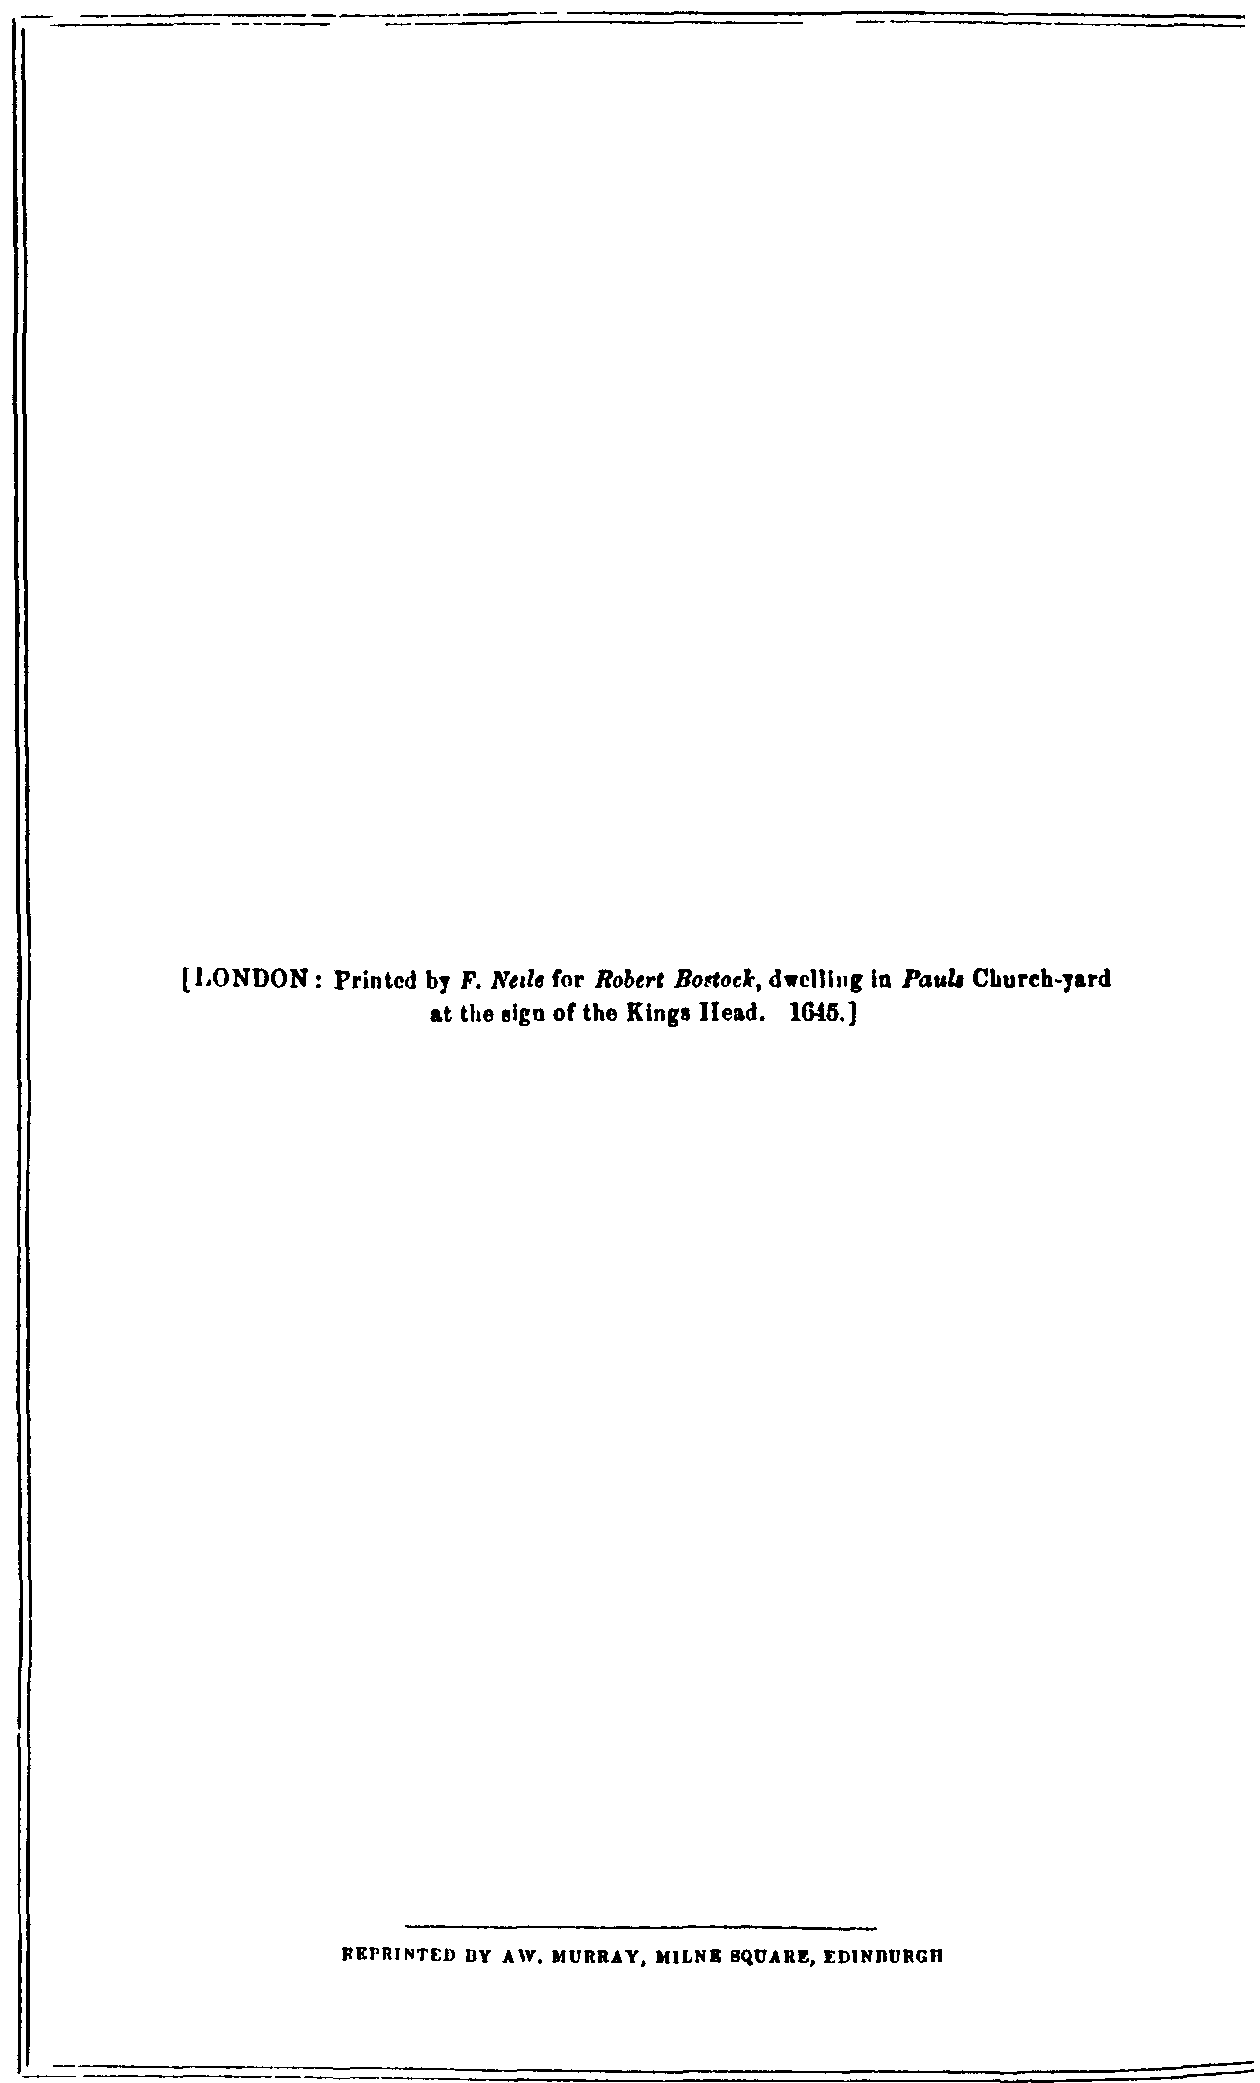 [LONDON: Printed by F. Neile for Robert Bostock, dwelling in Pauls Church-yard
at the sign of the Kings Head. 1645.]
REPRINTED BY AW. MURRAY, MILNE SQUARE, EDINBURGH